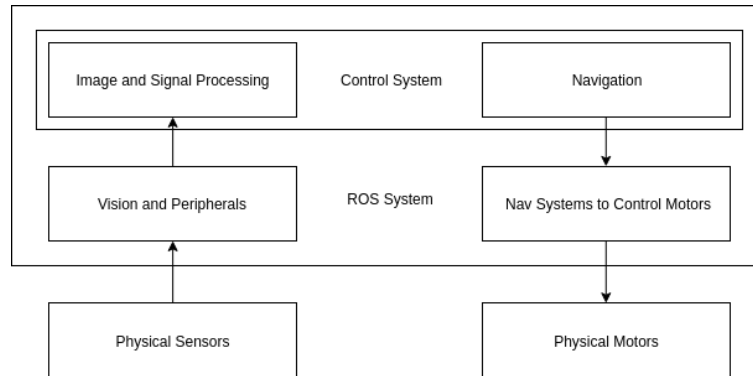 Image and Signal Processing
Control System
Navigation
Vision and Peripherals
ROS System
Nav Systems to Control Motors
Physical Sensors
Physical Motors